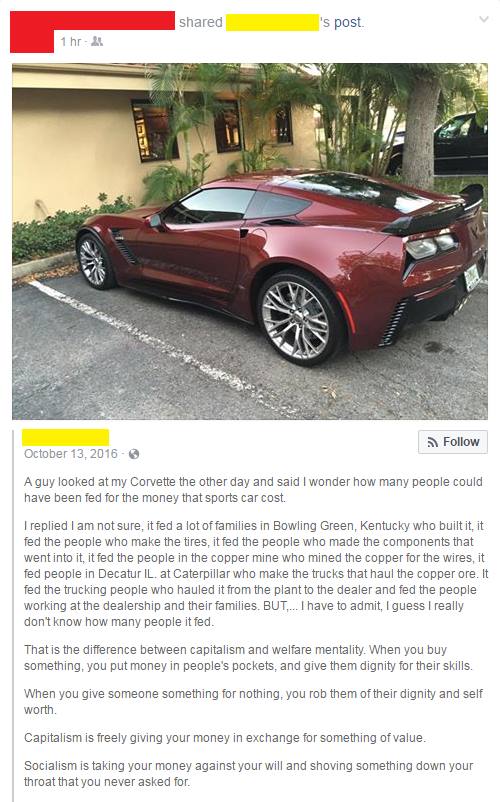 shared 's post.
1 hr ·
Follow
October 13, 2016 ·
A guy looked at my Corvette the other day and said I wonder how many people could
have been fed for the money that sports car cost.
I replied I am not sure, it fed a lot of families in Bowling Green, Kentucky who built it, it
fed the people who make the tires, it fed the people who made the components that
went into it, it fed the people in the copper mine who mined the copper for the wires, it
fed people in Decatur IL. at Caterpillar who make the trucks that haul the copper ore. It
fed the trucking people who hauled it from the plant to the dealer and fed the people
working at the dealership and their families. BUT,... I have to admit, I guess I really
don't know how many people it fed.
That is the difference between capitalism and welfare mentality. When you buy
something, you put money in people's pockets, and give them dignity for their skills.
When you give someone something for nothing, you rob them of their dignity and self
worth.
Capitalism is freely giving your money in exchange for something of value.
Socialism is taking your money against your will and shoving something down your
throat that you never asked for.